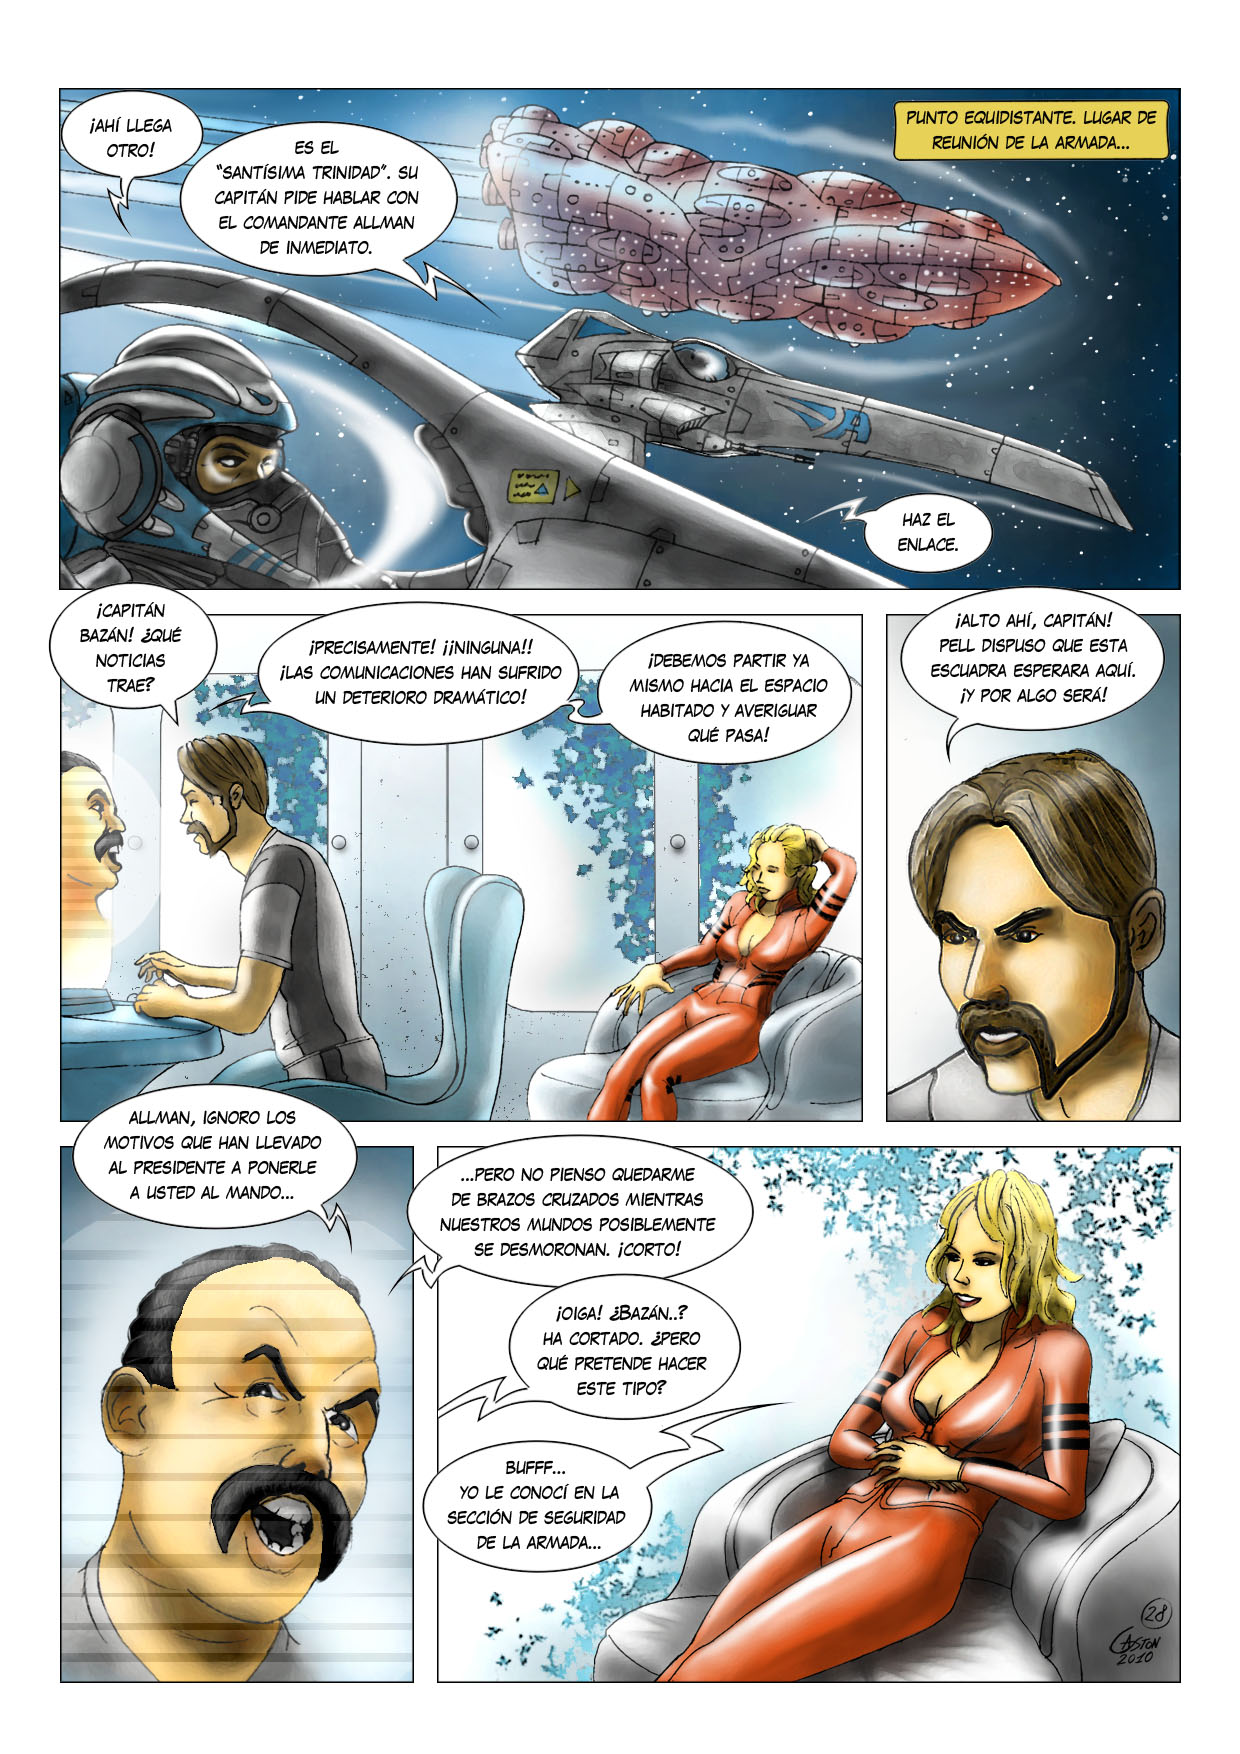 ¡AHÍ LLEGA
OTRO!
ES EL
"SANTÍSIMA TRINIDAD". SU
CAPITÁN PIDE HABLAR CON
EL COMANDANTE ALLMAN
DE INMEDIATO.
PUNTO EQUIDISTANTE. LUGAR DE
REUNIÓN DE LA ARMADA...
HAZ EL
ENLACE.
¡CAPITÁN
BAZÁN! ¿QUÉ
NOTICIAS
TRAE?
¡PRECISAMENTE! ¡¡NINGUNA!!
¡LAS COMUNICACIONES HAN SUFRIDO
UN DETERIORO DRAMÁTICO!
¡DEBEMOS PARTIR YA
MISMO HACIA EL ESPACIO
HABITADO Y AVERIGUAR
QUÉ PASA!
¡ALTO AHÍ, CAPITÁN!
PELL DISPUSO QUE ESTA
ESCUADRA ESPERARA AQUÍ.
¡Y POR ALGO SERÁ!
ALLMAN, IGNORO LOS
MOTIVOS QUE HAN LLEVADO
AL PRESIDENTE A PONERLE
A USTED AL MANDO...
...PERO NO PIENSO QUEDARME
DE BRAZOS CRUZADOS MIENTRAS
NUESTROS MUNDOS POSIBLEMENTE
SE DESMORONAN. ¡CORTO!
¡OIGA! ¿BAZÁN..?
HA CORTADO. ¿PERO
QUÉ PRETENDE HACER
ESTE TIPO?
BUFFF...
YO LE CONOCÍ EN LA
SECCIÓN DE SEGURIDAD
DE LA ARMADA...
28
GASTON
2010